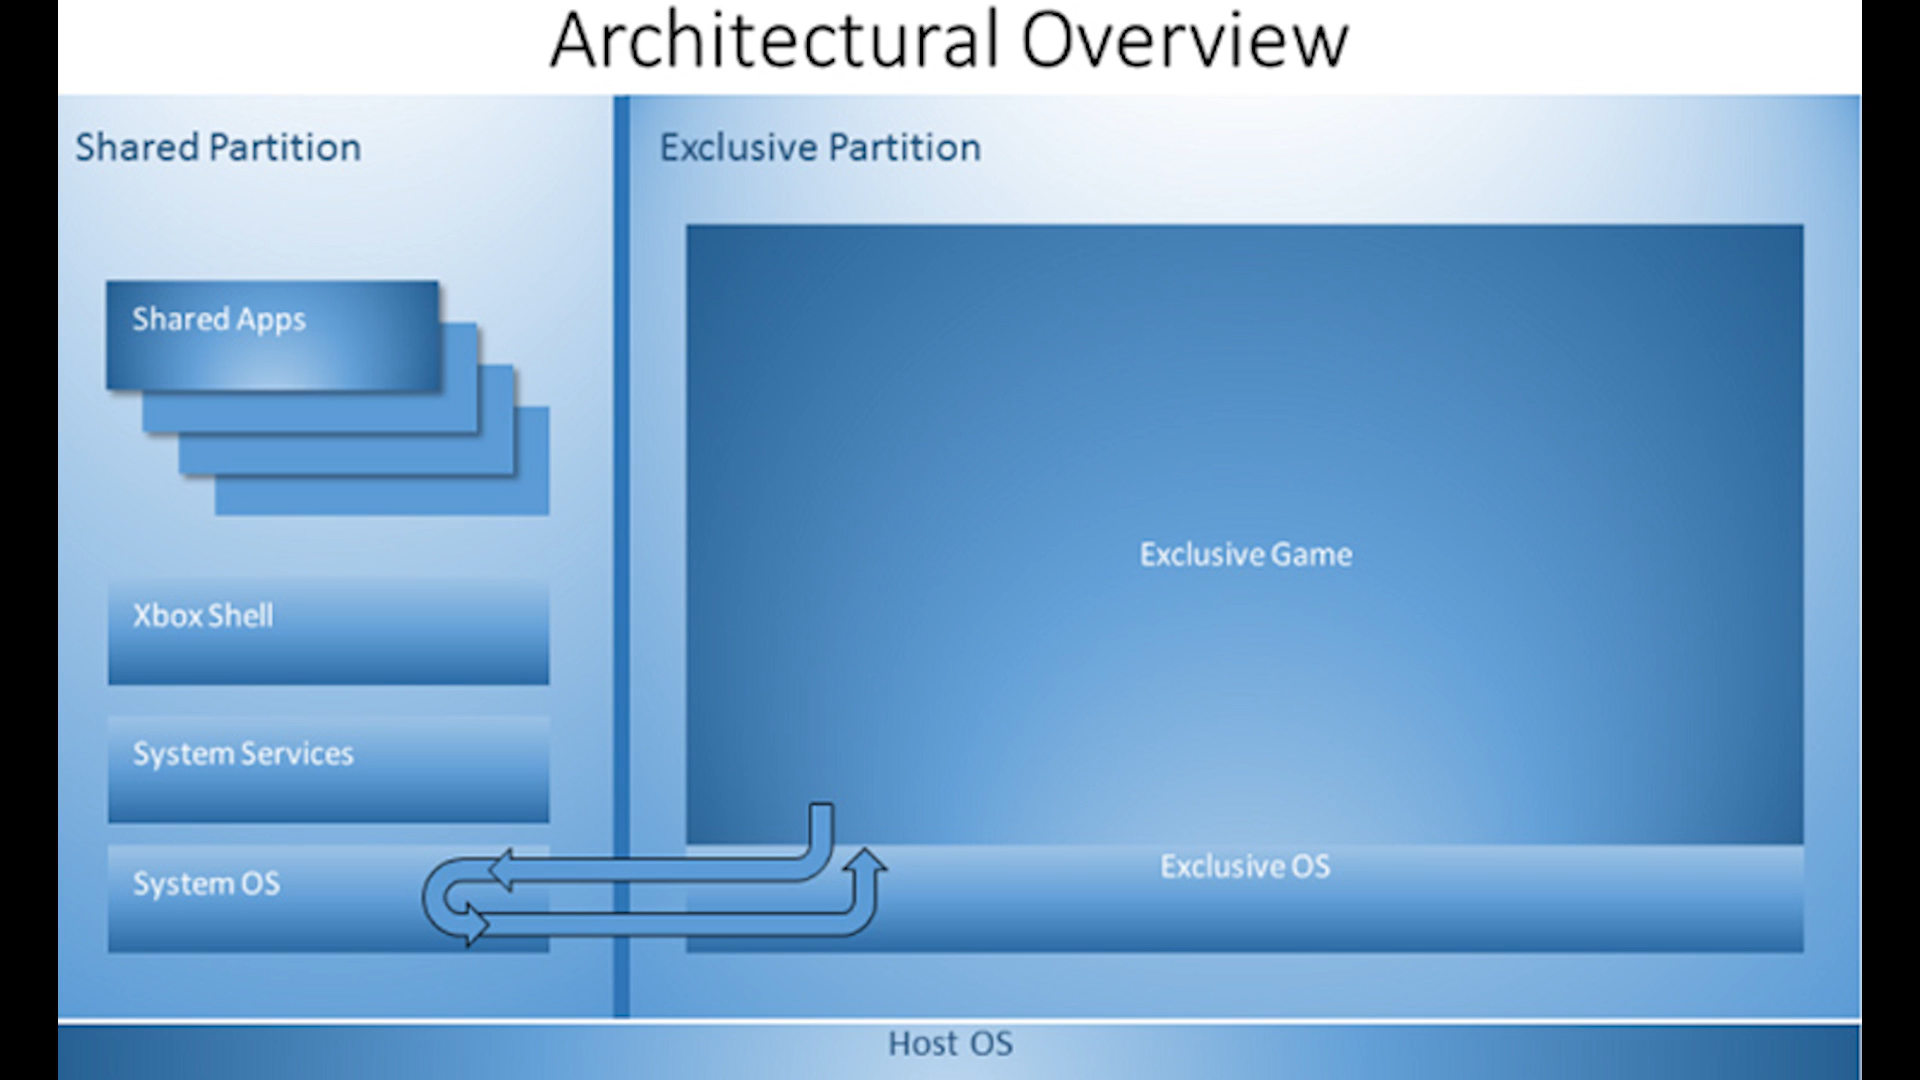 Architectural Overview
Shared Partition
Shared Apps
Xbox Shell
System Services
System OS
Exclusive Partition
Exclusive Game
Exclusive OS
Host OS